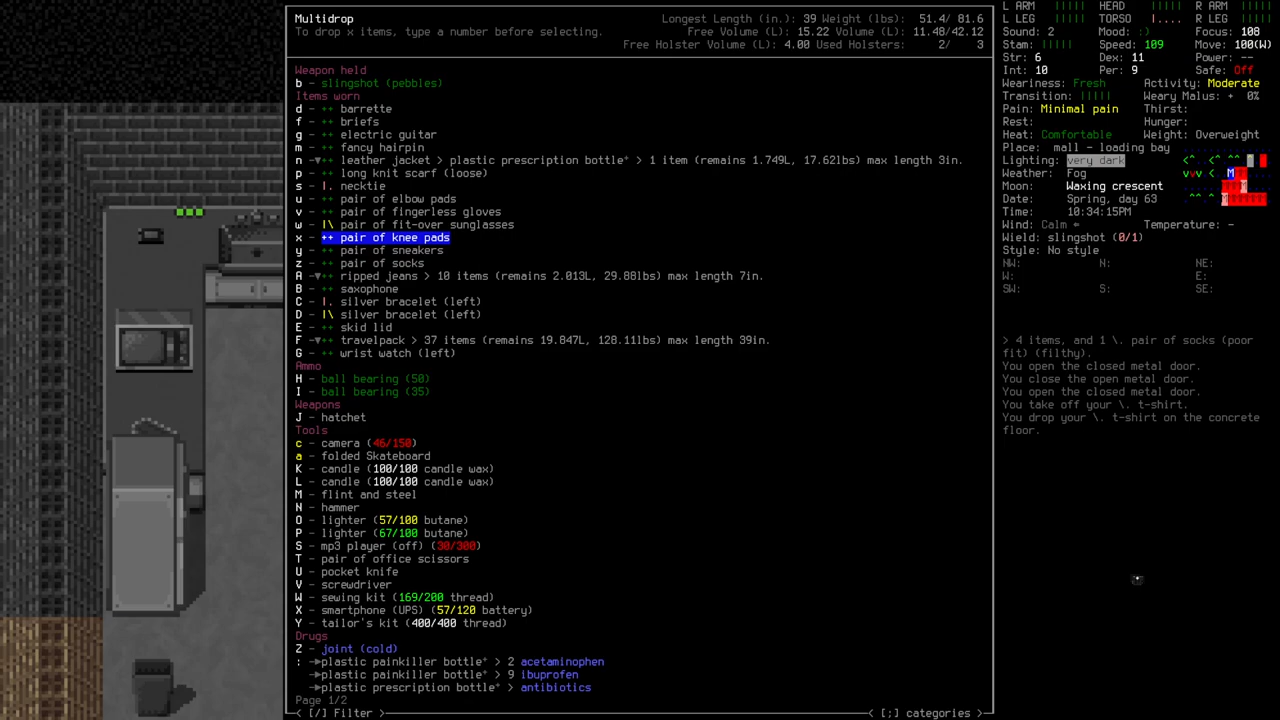 Multidrop
Longest Length (in.): 39 Weight (lbs): 51.4/ 81.6
To drop x items, type a number before selecting.
Free Volume (L): 15.22 Volume (L): 11.48/42.12
Free Holster Volume (L): 4.00 Used Holsters: 2/ 3
Weapon held
b - slingshot (pebbles)
Items worn
d - ++ barrette
f - ++ briefs
g - ++ electric guitar
m - ++ fancy hairpin
n -▼++ leather jacket > plastic prescription bottle⁺ > 1 item (remains 1.749L, 17.62lbs) max length 3in.
p - ++ long knit scarf (loose)
s - |. necktie
u - ++ pair of elbow pads
v - ++ pair of fingerless gloves
w - |\ pair of fit-over sunglasses
x - ++ pair of knee pads
y - ++ pair of sneakers
z - ++ pair of socks
A -▼++ ripped jeans > 10 items (remains 2.013L, 29.88lbs) max length 7in.
B - ++ saxophone
C - |. silver bracelet (left)
D - |\ silver bracelet (left)
E - ++ skid lid
F -▼++ travelpack > 37 items (remains 19.847L, 128.11lbs) max length 39in.
G - ++ wrist watch (left)
Ammo
H - ball bearing (50)
I - ball bearing (35)
Weapons
J - hatchet
Tools
c - camera (46/150)
a - folded Skateboard
K - candle (100/100 candle wax)
L - candle (100/100 candle wax)
M - flint and steel
N - hammer
O - lighter (57/100 butane)
P - lighter (67/100 butane)
S - mp3 player (off) (30/300)
T - pair of office scissors
U - pocket knife
V - screwdriver
W - sewing kit (169/200 thread)
X - smartphone (UPS) (57/120 battery)
Y - tailor's kit (400/400 thread)
Drugs
Z - joint (cold)
: -▶plastic painkiller bottle⁺ > 2 acetaminophen
-▶plastic painkiller bottle⁺ > 9 ibuprofen
-▶plastic prescription bottle⁺ > antibiotics
Page 1/2
< [/] Filter >
< [;] categories >
L ARM ||||| HEAD ||||| R ARM |||||
L LEG ||||| TORSO |.... R LEG |||||
Sound: 2 Mood: :) Focus: 108
Stam: ||||| Speed: 109 Move: 100(W)
Str: 6 Dex: 11 Power: --
Int: 10 Per: 9 Safe: Off
Weariness: Fresh Activity: Moderate
Transition: ||||| Weary Malus: + 0%
Pain: Minimal pain Thirst:
Rest: Hunger:
Heat: Comfortable Weight: Overweight
Place: mall - loading bay
Lighting: very dark
Weather: Fog
Moon: Waxing crescent
Date: Spring, day 63
Time: 10:34:15PM
Wind: Calm ⇐ Temperature: -
Wield: slingshot (0/1)
Style: No style
NW: N: NE:
W: E:
SW: S: SE:
> 4 items, and 1 \. pair of socks (poor
fit) (filthy).
You open the closed metal door.
You close the open metal door.
You open the closed metal door.
You take off your \. t-shirt.
You drop your \. t-shirt on the concrete
floor.